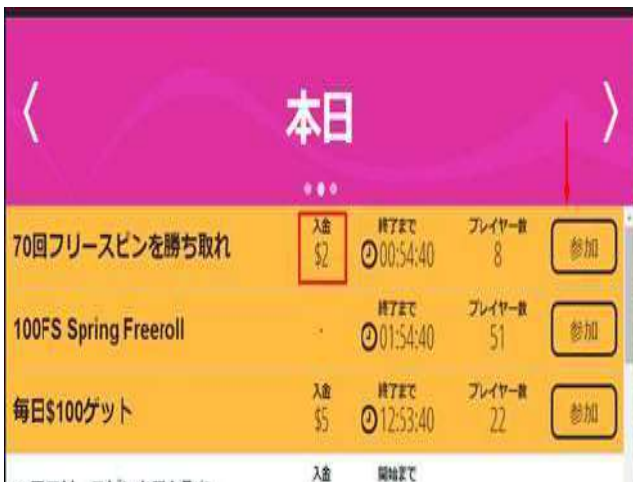 本日
70回フリースピンを勝ち取れ 入金 $2 終了まで 00:54:40 プレイヤー数 8 参加
100FS Spring Freeroll - 終了まで 01:54:40 プレイヤー数 51 参加
毎日$100ゲット 入金 $5 終了まで 12:53:40 プレイヤー数 22 参加
入金 開始まで